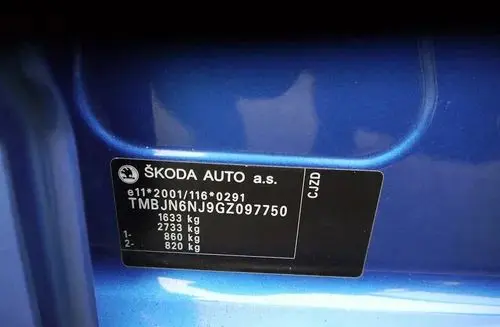 ŠKODA AUTO a.s.
e11*2001/116*0291
TMBJN6NJ9GZ097750
1633 kg
2733 kg
1- 860 kg
2- 820 kg
CJZD